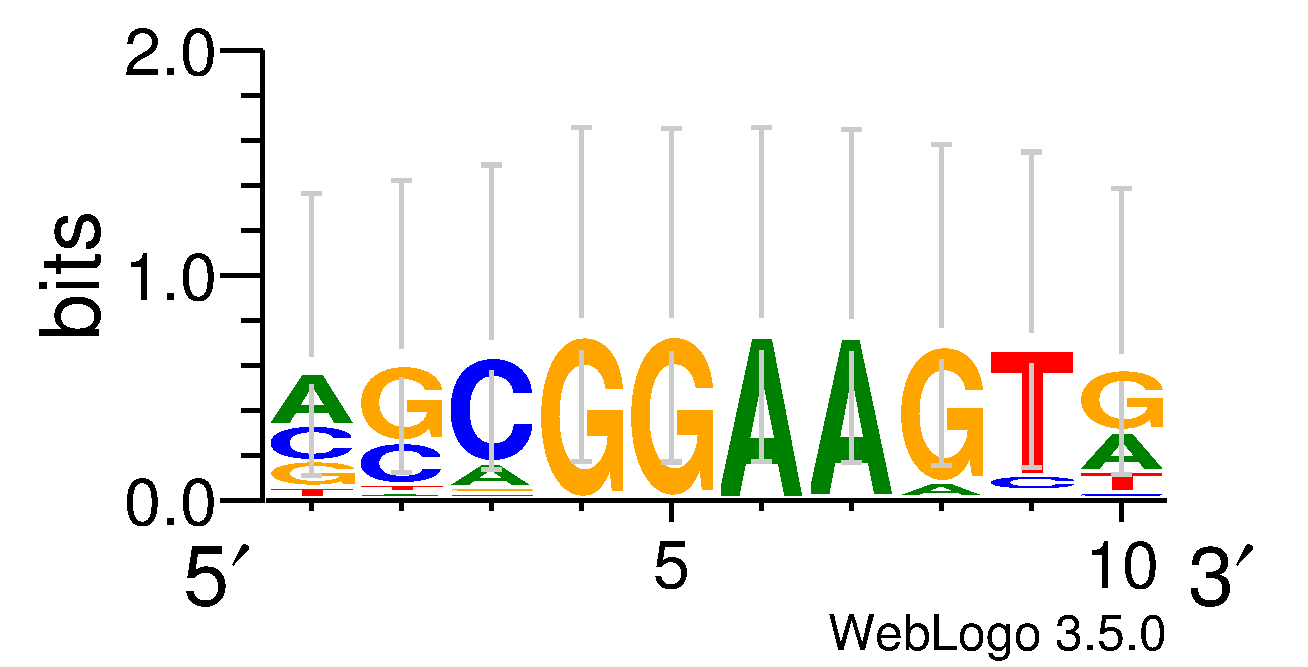 2.0
bits
1.0
0.0
A G C G G A A G T G
C C A A C A
G T T
T A C
5′ 5 10 3′
WebLogo 3.5.0